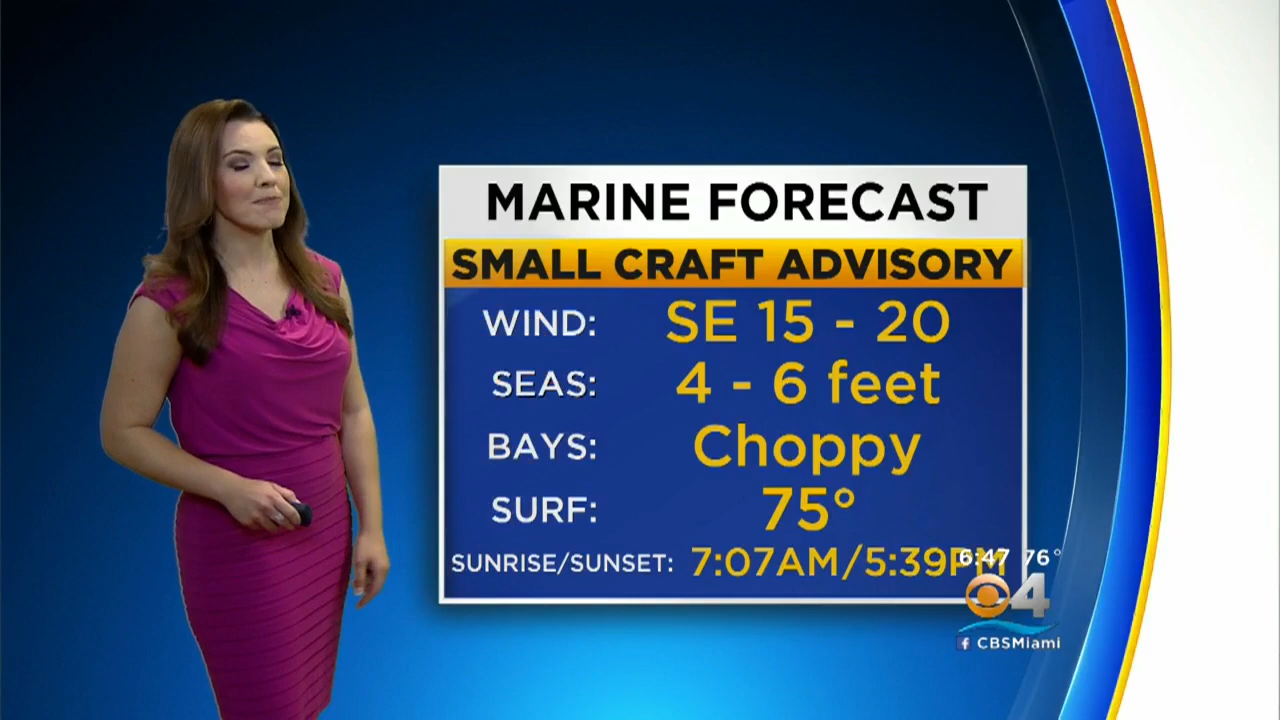 MARINE FORECAST
SMALL CRAFT ADVISORY
WIND: SE 15 - 20
SEAS: 4 - 6 feet
BAYS: Choppy
SURF: 75°
SUNRISE/SUNSET: 7:07AM/5:39PM
6:47 76°
4
f CBSMiami